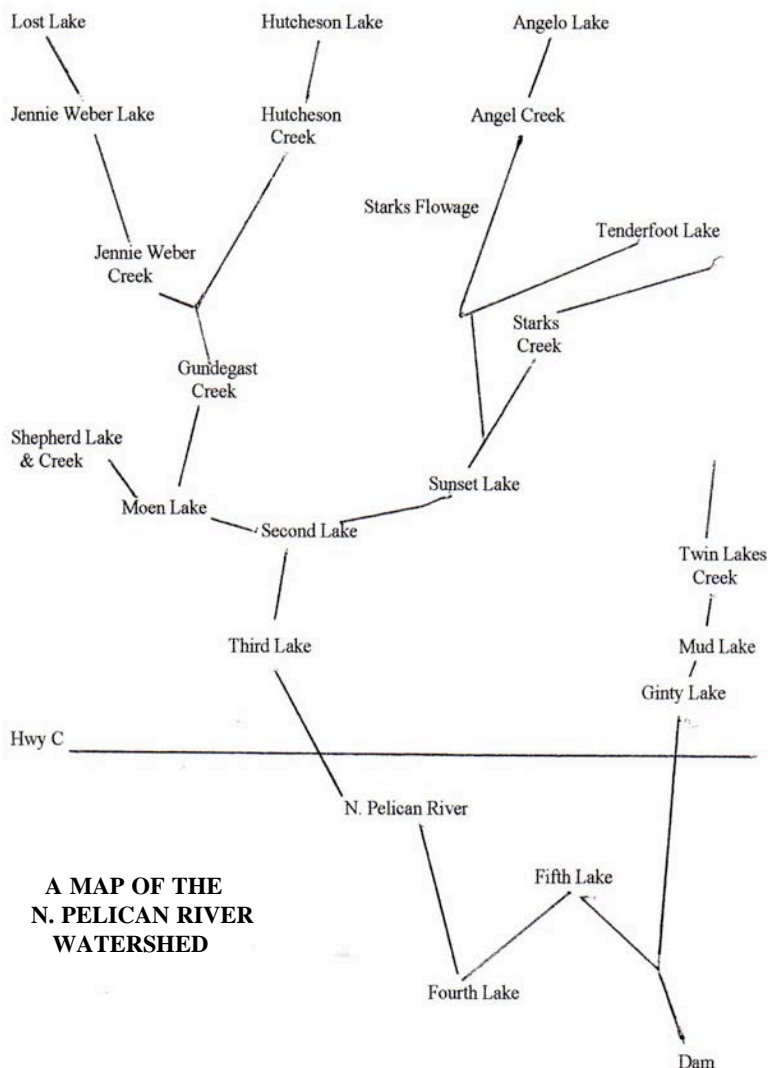 Lost Lake
Hutcheson Lake
Angelo Lake
Jennie Weber Lake
Hutcheson
Creek
Angel Creek
Starks Flowage
Tenderfoot Lake
Jennie Weber
Creek
Starks
Creek
Gundegast
Creek
Shepherd Lake
& Creek
Sunset Lake
Moen Lake
Second Lake
Twin Lakes
Creek
Third Lake
Mud Lake
Ginty Lake
Hwy C
N. Pelican River
Fifth Lake
A MAP OF THE
N. PELICAN RIVER
WATERSHED
Fourth Lake
Dam